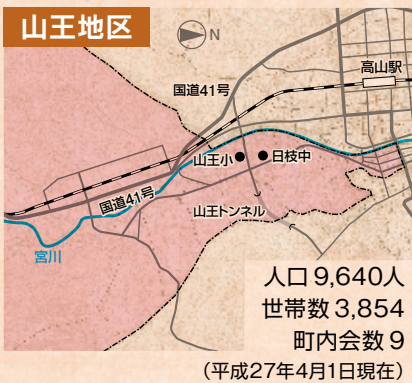 山王地区
N
国道41号
高山駅
山王小
日枝中
国道41号
山王トンネル
宮川
人口 9,640人
世帯数 3,854
町内会数 9
(平成27年4月1日現在)